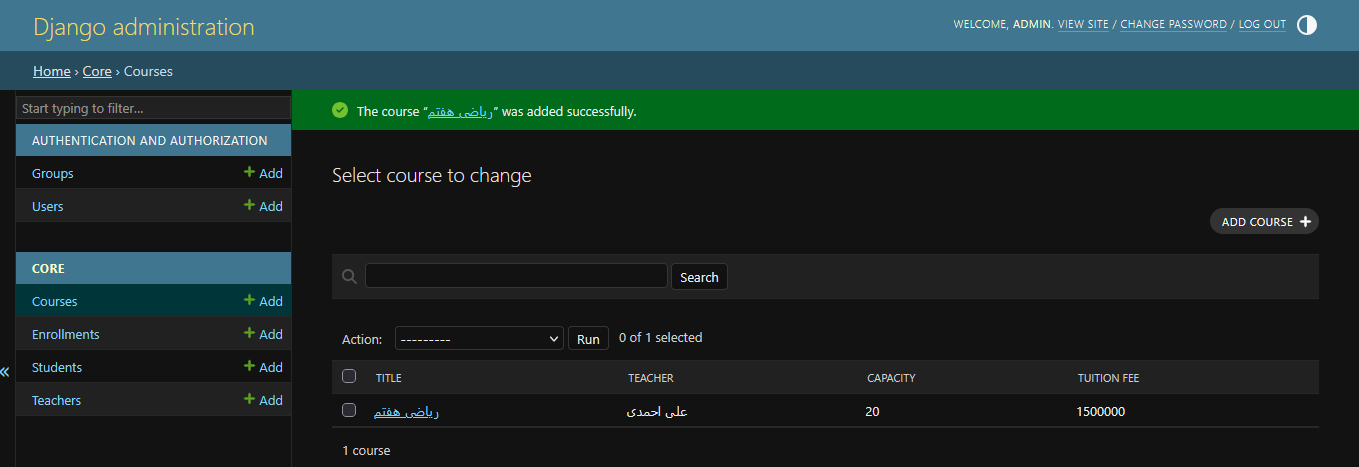 Django administration
WELCOME, ADMIN. VIEW SITE / CHANGE PASSWORD / LOG OUT
Home › Core › Courses
Start typing to filter...
AUTHENTICATION AND AUTHORIZATION
Groups + Add
Users + Add
CORE
Courses + Add
Enrollments + Add
Students + Add
Teachers + Add
«
The course “ریاضی هفتم” was added successfully.
Select course to change
ADD COURSE +
Search
Action: --------- Run 0 of 1 selected
TITLE TEACHER CAPACITY TUITION FEE
ریاضی هفتم علی احمدی 20 1500000
1 course